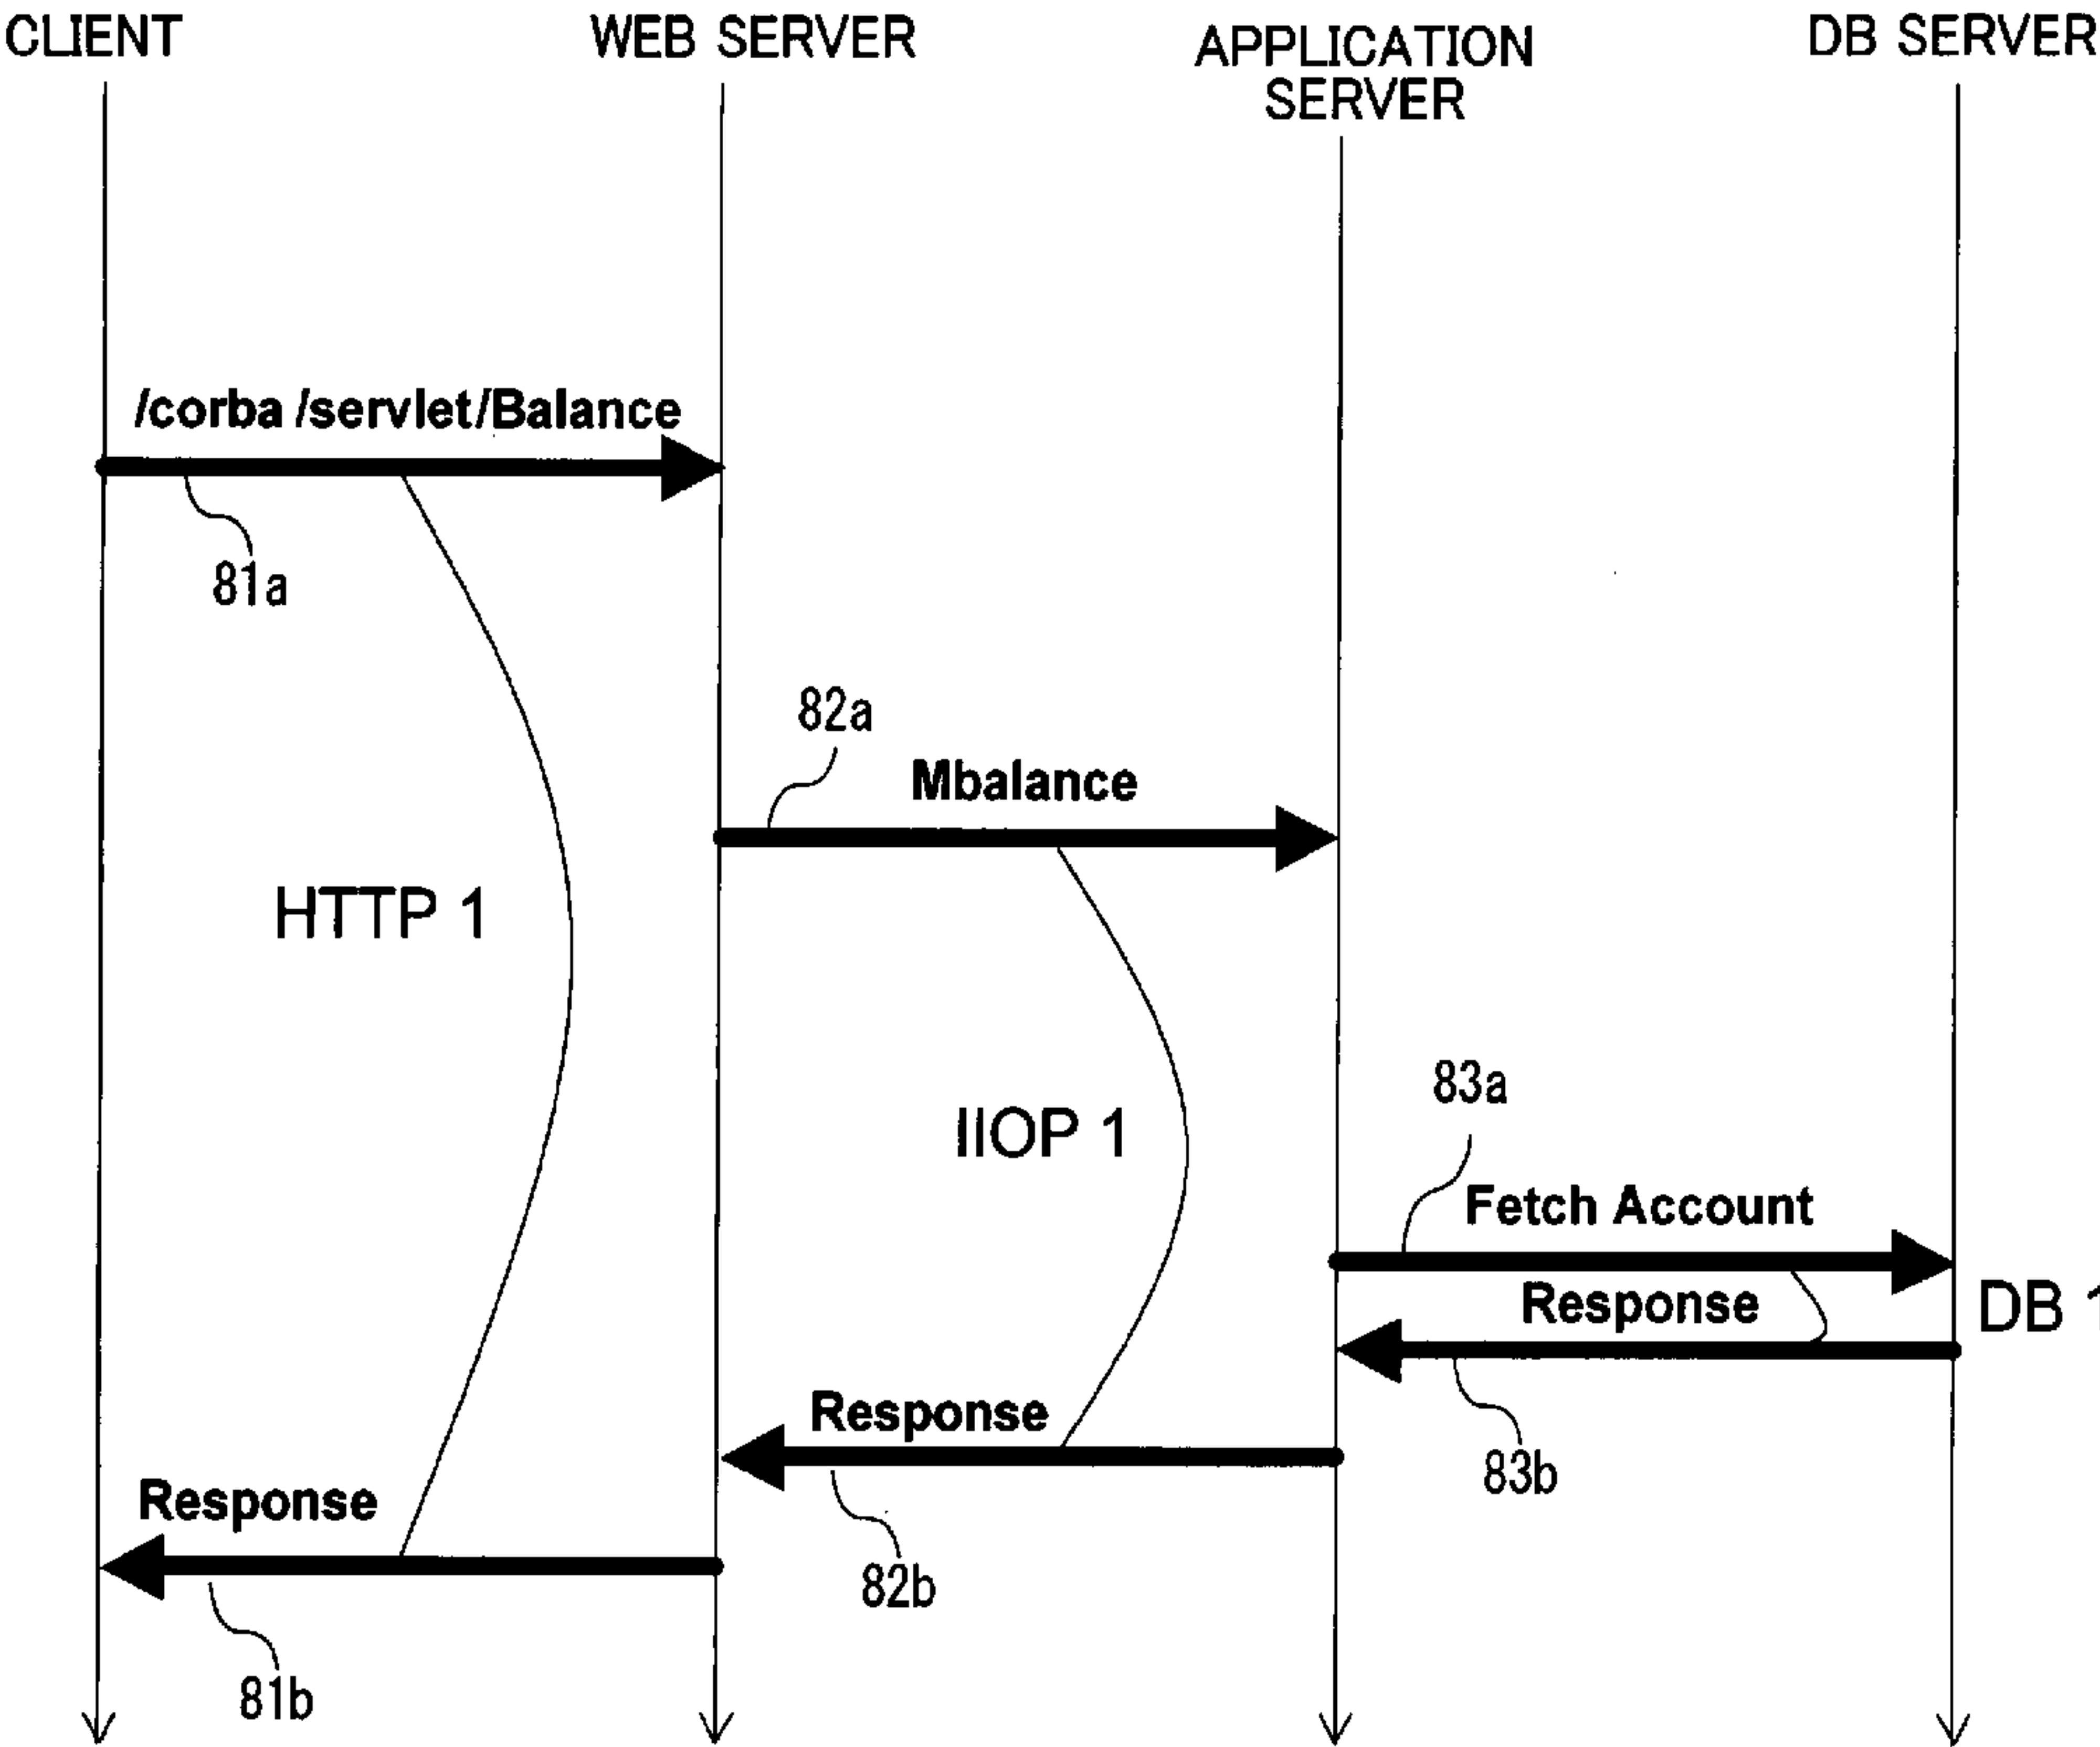 CLIENT
WEB SERVER
APPLICATION
SERVER
DB SERVER
/corba /servlet/Balance
81a
82a
Mbalance
HTTP 1
IIOP 1
83a
Fetch Account
Response
DB 1
Response
83b
Response
82b
81b